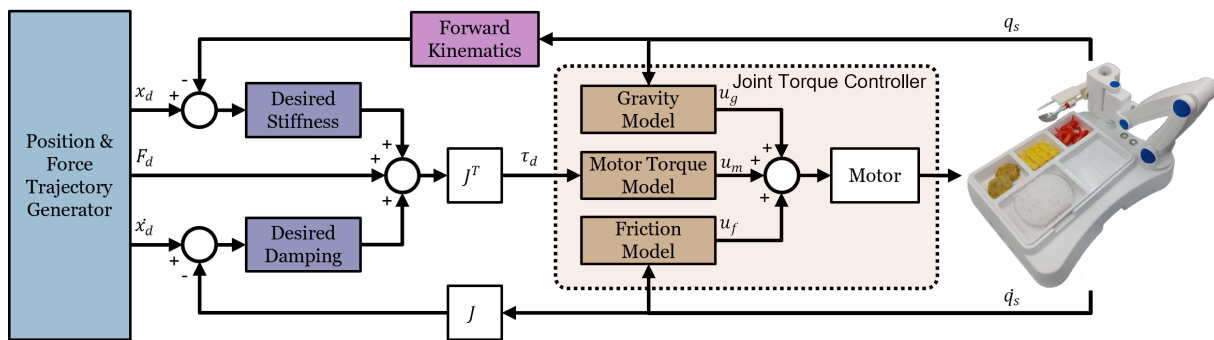 Position &
Force
Trajectory
Generator
x_d
F_d
ẋ_d
-
+
+
-
Desired
Stiffness
Desired
Damping
+
+
+
Forward
Kinematics
J^T
J
τ_d
Joint Torque Controller
Gravity
Model
Motor Torque
Model
Friction
Model
u_g
u_m
u_f
+
+
+
Motor
q_s
q̇_s